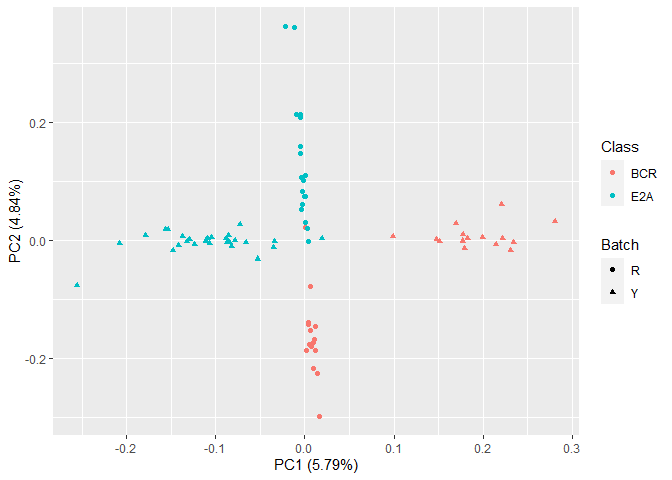 0.2
0.0
-0.2
PC2 (4.84%)
-0.2
-0.1
0.0
0.1
0.2
0.3
PC1 (5.79%)
Class
BCR
E2A
Batch
R
Y